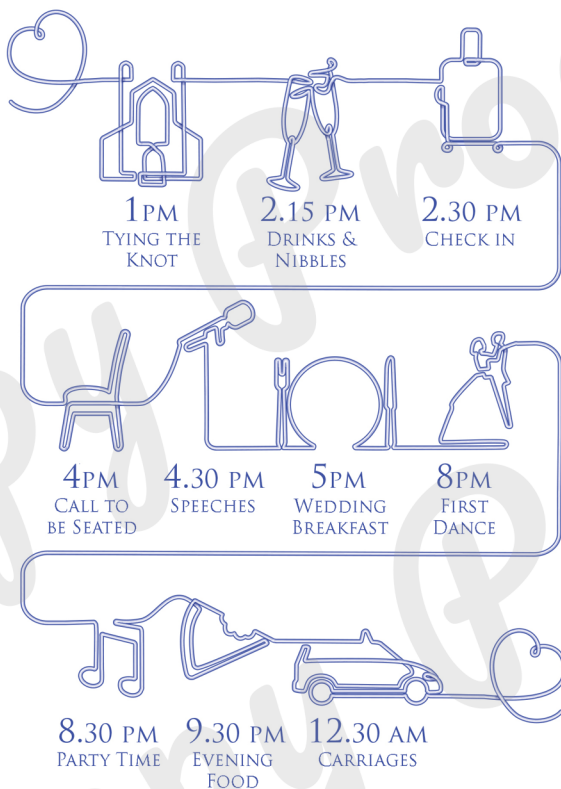 1PM
TYING THE
KNOT
2.15 PM
DRINKS &
NIBBLES
2.30 PM
CHECK IN
4PM
CALL TO
BE SEATED
4.30 PM
SPEECHES
5PM
WEDDING
BREAKFAST
8PM
FIRST
DANCE
8.30 PM
PARTY TIME
9.30 PM
EVENING
FOOD
12.30 AM
CARRIAGES